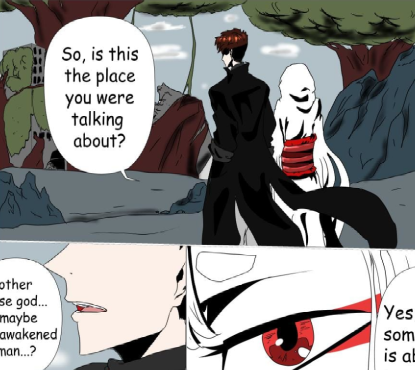 So, is this
the place
you were
talking
about?
other
se god...
maybe
awakened
man...?
Yes
som
is ab